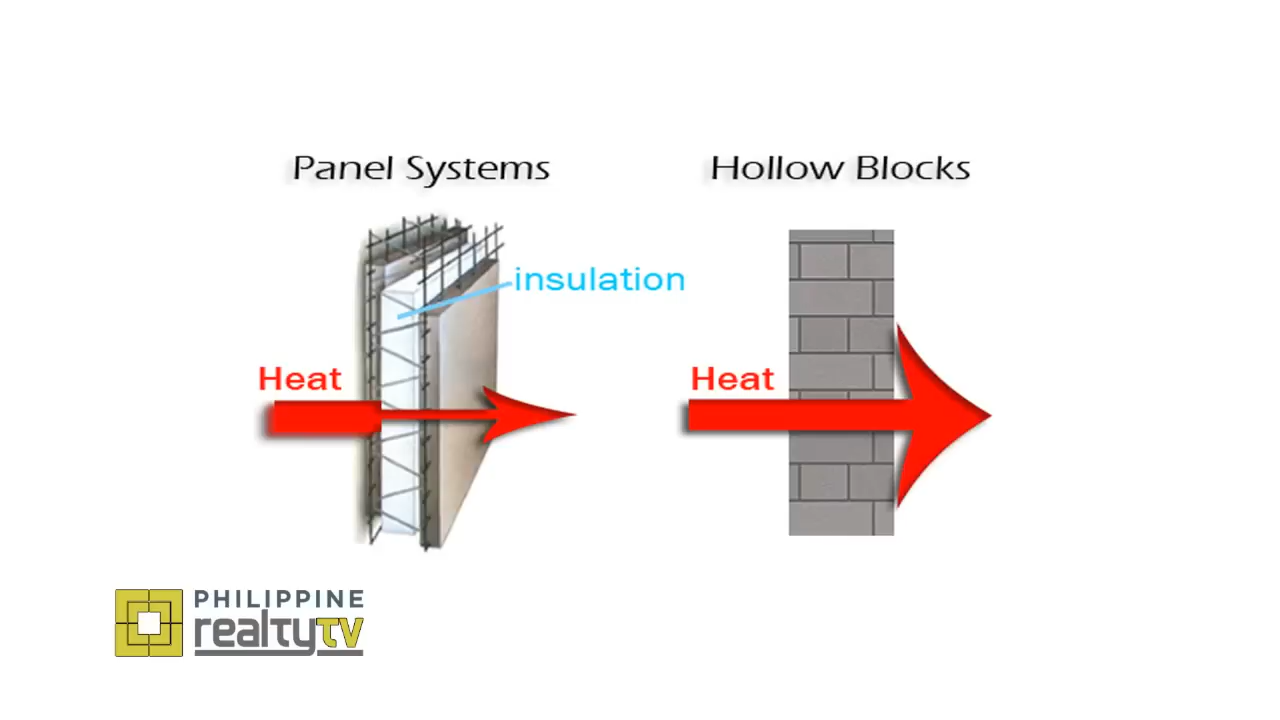 Panel Systems
Hollow Blocks
insulation
Heat
Heat
PHILIPPINE
realtytv